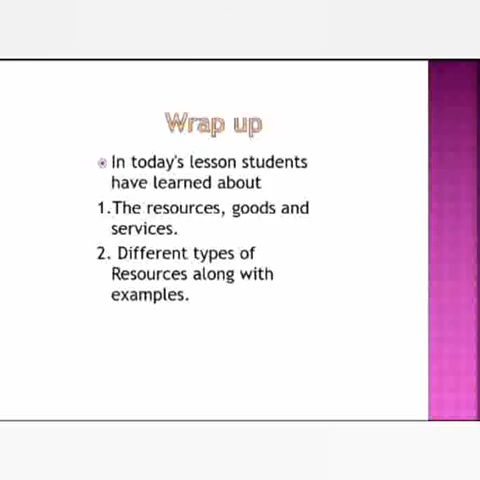 Wrap up
In today's lesson students
have learned about
1.The resources, goods and
services.
2. Different types of
Resources along with
examples.